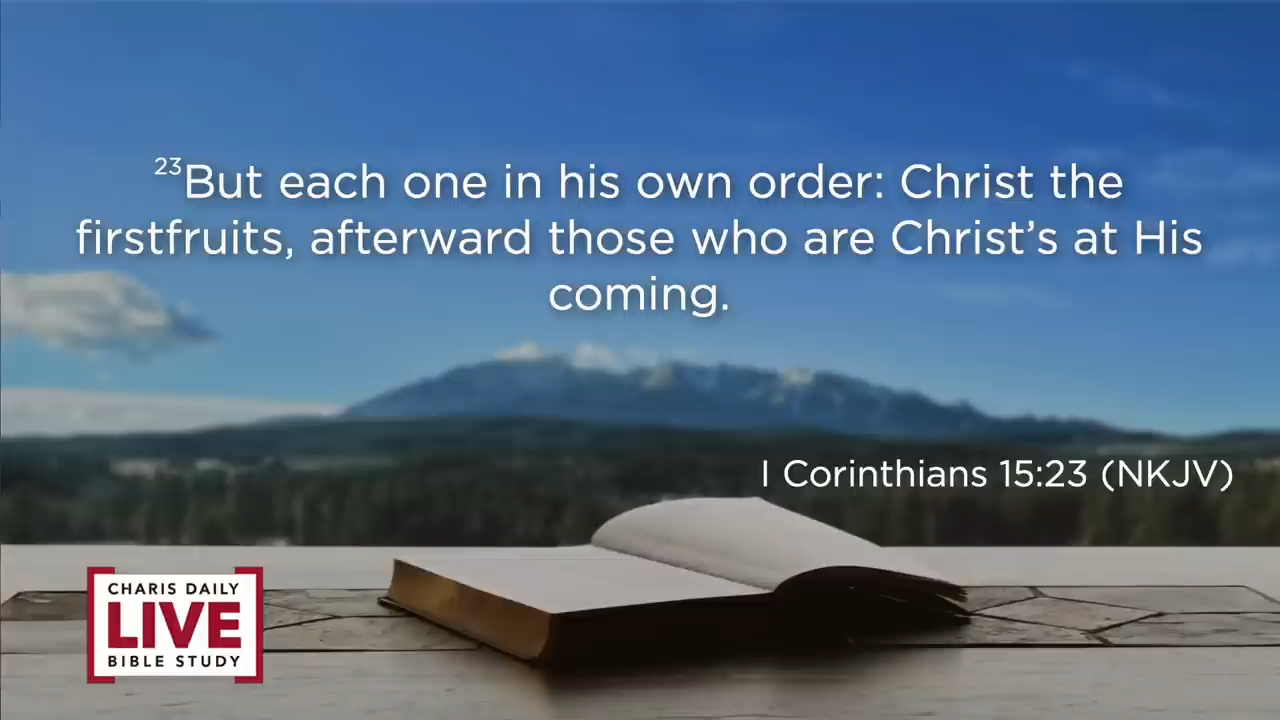 23But each one in his own order: Christ the
firstfruits, afterward those who are Christ’s at His
coming.
I Corinthians 15:23 (NKJV)
CHARIS DAILY
LIVE
BIBLE STUDY